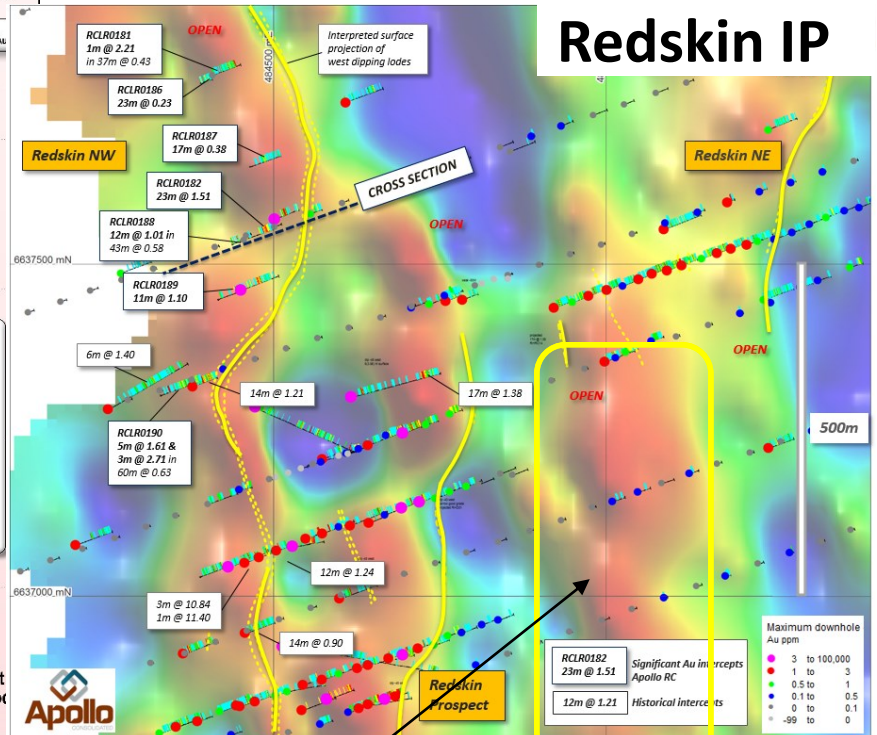 Redskin IP
RCLR0181
1m @ 2.21
in 37m @ 0.43
OPEN
484500
Interpreted surface
projection of
west dipping lodes
RCLR0186
23m @ 0.23
RCLR0187
17m @ 0.38
Redskin NW
Redskin NE
RCLR0182
23m @ 1.51
CROSS SECTION
RCLR0188
12m @ 1.01 in
43m @ 0.58
OPEN
6637500 mN
RCLR0189
11m @ 1.10
6m @ 1.40
OPEN
OPEN
14m @ 1.21
17m @ 1.38
RCLR0190
5m @ 1.61 &
3m @ 2.71 in
60m @ 0.63
500m
12m @ 1.24
6637000 mN
3m @ 10.84
1m @ 11.40
14m @ 0.90
Redskin
Prospect
RCLR0182
23m @ 1.51
Significant Au intercepts
Apollo RC
12m @ 1.21
Historical intercepts
Maximum downhole
Au ppm
3 to 100,000
1 to 3
0.5 to 1
0.1 to 0.5
0 to 0.1
-99 to 0
Apollo
CONSOLIDATED